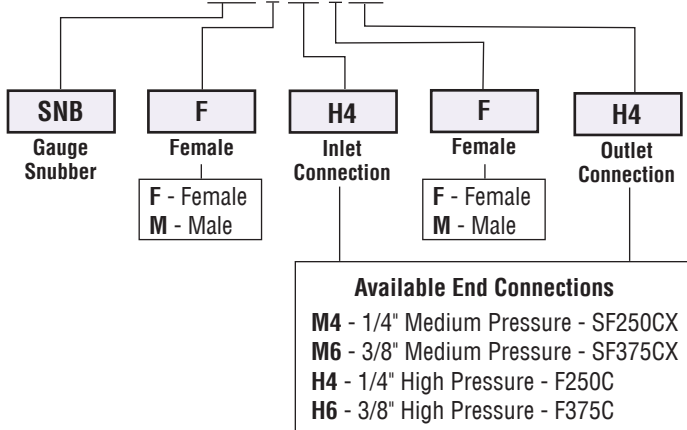 SNB F H4 F H4
Gauge Female Inlet Female Outlet
Snubber Connection Connection
F - Female F - Female
M - Male M - Male
Available End Connections
M4 - 1/4" Medium Pressure - SF250CX
M6 - 3/8" Medium Pressure - SF375CX
H4 - 1/4" High Pressure - F250C
H6 - 3/8" High Pressure - F375C